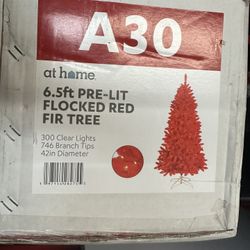 A30
at home.
6.5ft PRE-LIT
FLOCKED RED
FIR TREE
300 Clear Lights
746 Branch Tips
42in Diameter